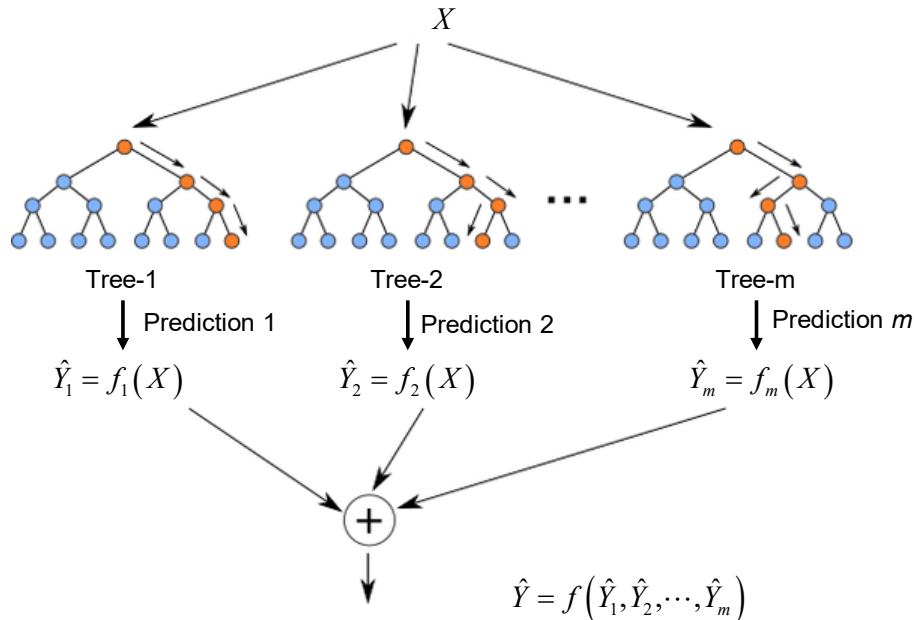 X
...
Tree-1 Tree-2 Tree-m
Prediction 1 Prediction 2 Prediction m
Ŷ₁ = f₁(X) Ŷ₂ = f₂(X) Ŷₘ = fₘ(X)
+
Ŷ = f(Ŷ₁, Ŷ₂, ⋯, Ŷₘ)